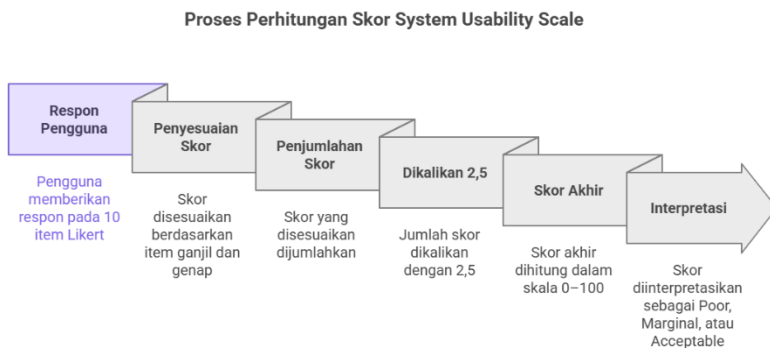 Proses Perhitungan Skor System Usability Scale
Respon
Pengguna
Pengguna
memberikan
respon pada 10
item Likert
Penyesuaian
Skor
Skor
disesuaikan
berdasarkan
item ganjil dan
genap
Penjumlahan
Skor
Skor yang
disesuaikan
dijumlahkan
Dikalikan 2,5
Jumlah skor
dikalikan
dengan 2,5
Skor Akhir
Skor akhir
dihitung dalam
skala 0–100
Interpretasi
Skor
diinterpretasikan
sebagai Poor,
Marginal, atau
Acceptable